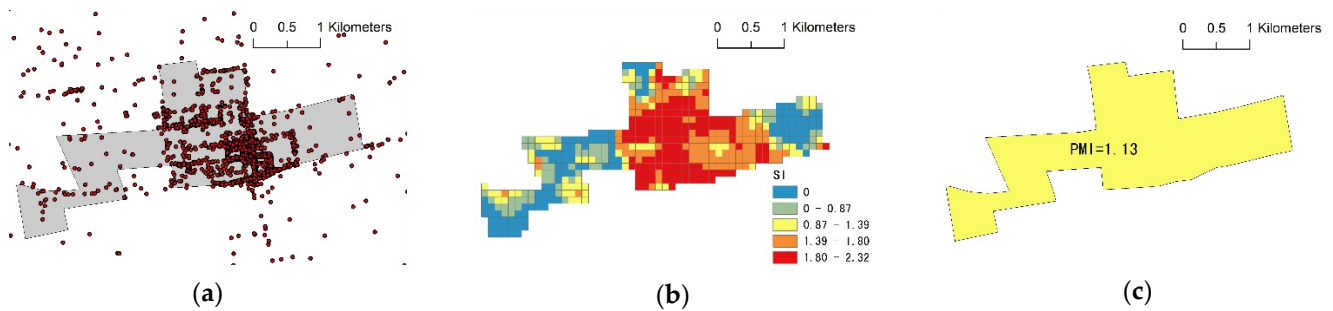 0 0.5 1 Kilometers
0 0.5 1 Kilometers
SI
0
0 - 0.87
0.87 - 1.39
1.39 - 1.80
1.80 - 2.32
0 0.5 1 Kilometers
PMI=1.13
(a)
(b)
(c)